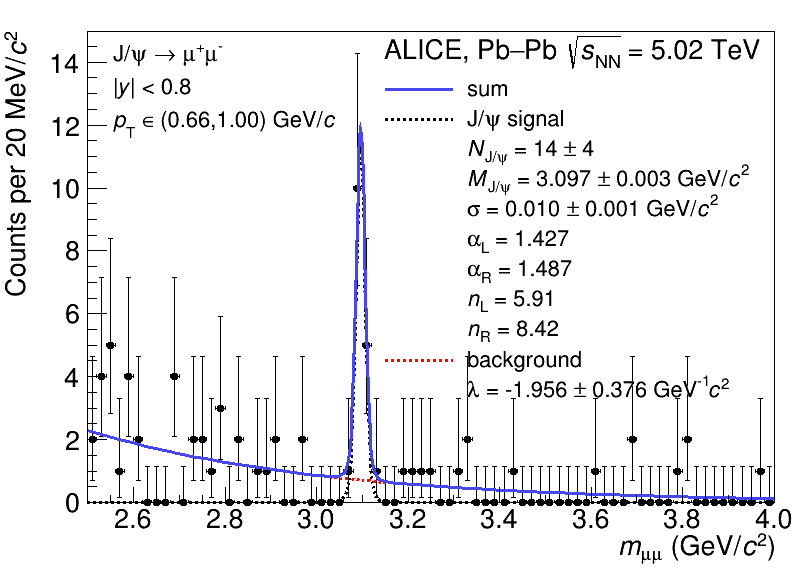 J/ψ → μ⁺μ⁻
|y| < 0.8
p_T ∈ (0.66,1.00) GeV/c
ALICE, Pb–Pb √s_NN = 5.02 TeV
sum
J/ψ signal
N_J/ψ = 14 ± 4
M_J/ψ = 3.097 ± 0.003 GeV/c²
σ = 0.010 ± 0.001 GeV/c²
α_L = 1.427
α_R = 1.487
n_L = 5.91
n_R = 8.42
background
λ = -1.956 ± 0.376 GeV⁻¹c²
Counts per 20 MeV/c²
14
12
10
8
6
4
2
0
2.6 2.8 3.0 3.2 3.4 3.6 3.8 4.0
m_μμ (GeV/c²)